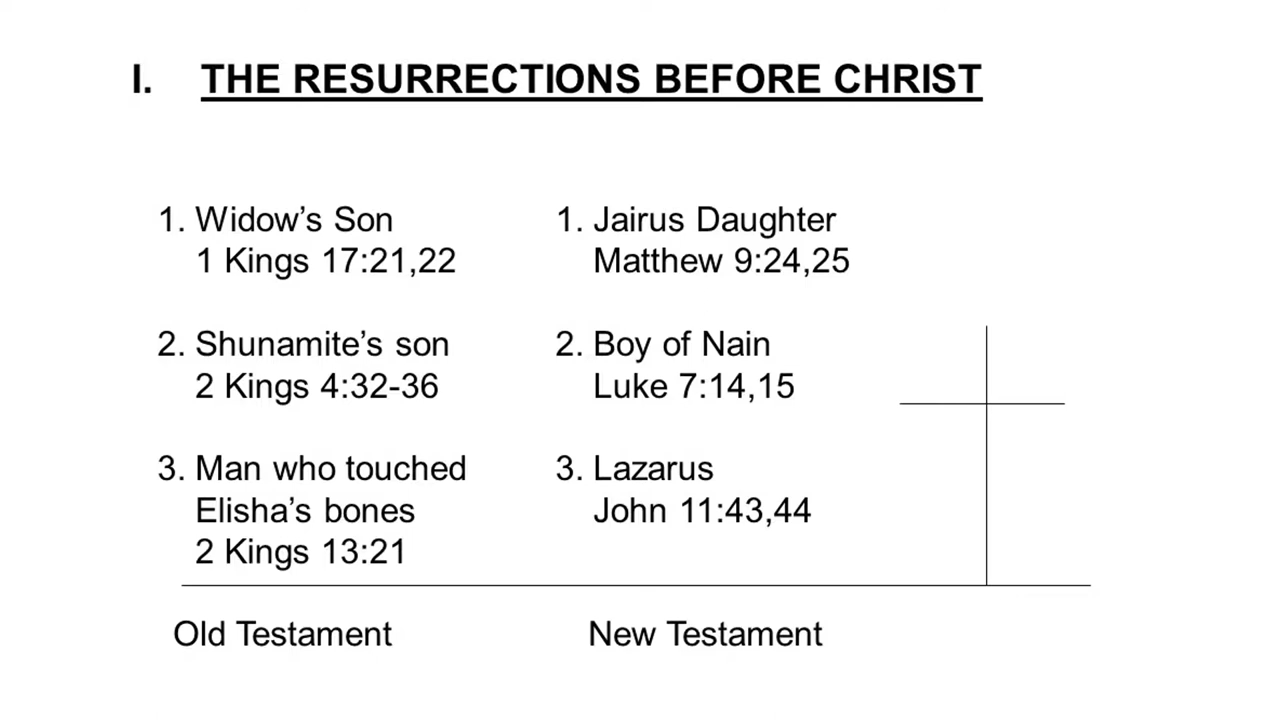 I. THE RESURRECTIONS BEFORE CHRIST
1. Widow’s Son
1 Kings 17:21,22
2. Shunamite’s son
2 Kings 4:32-36
3. Man who touched
Elisha’s bones
2 Kings 13:21
Old Testament
1. Jairus Daughter
Matthew 9:24,25
2. Boy of Nain
Luke 7:14,15
3. Lazarus
John 11:43,44
New Testament